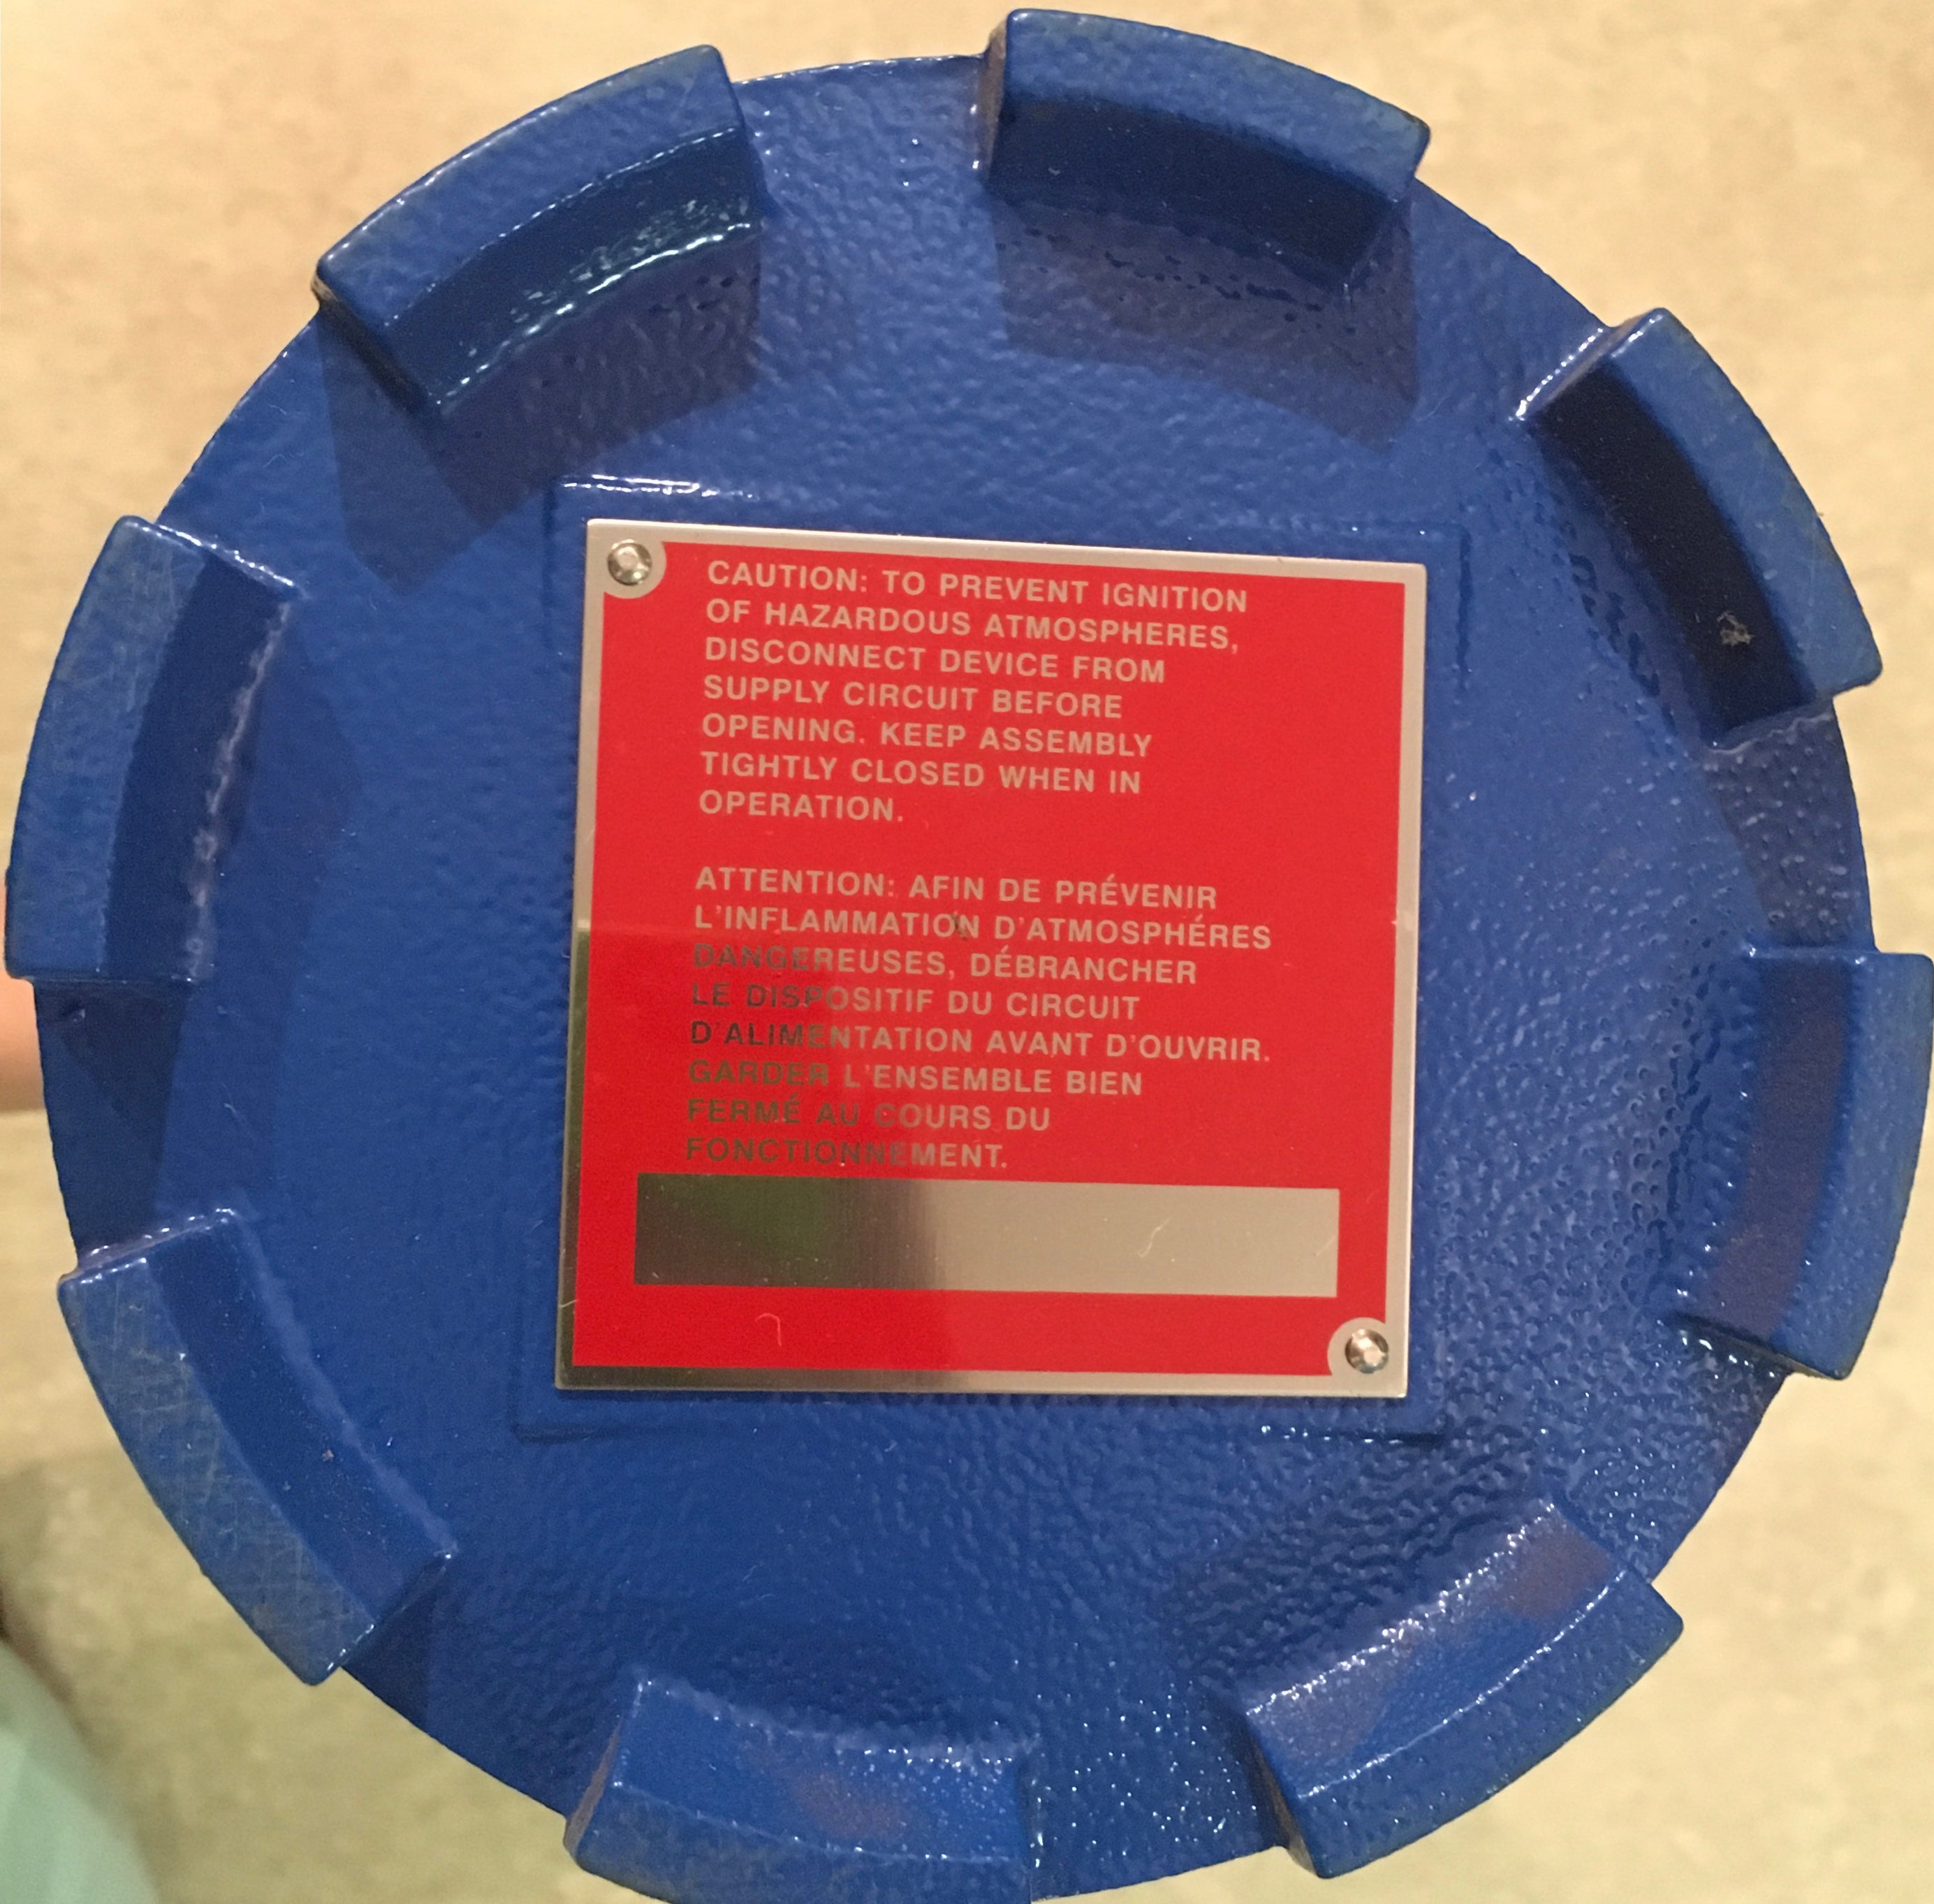 CAUTION: TO PREVENT IGNITION
OF HAZARDOUS ATMOSPHERES,
DISCONNECT DEVICE FROM
SUPPLY CIRCUIT BEFORE
OPENING. KEEP ASSEMBLY
TIGHTLY CLOSED WHEN IN
OPERATION.
ATTENTION: AFIN DE PRÉVENIR
L'INFLAMMATION D'ATMOSPHÉRES
DANGEREUSES, DÉBRANCHER
LE DISPOSITIF DU CIRCUIT
D'ALIMENTATION AVANT D'OUVRIR.
GARDER L'ENSEMBLE BIEN
FERMÉ AU COURS DU
FONCTIONNEMENT.